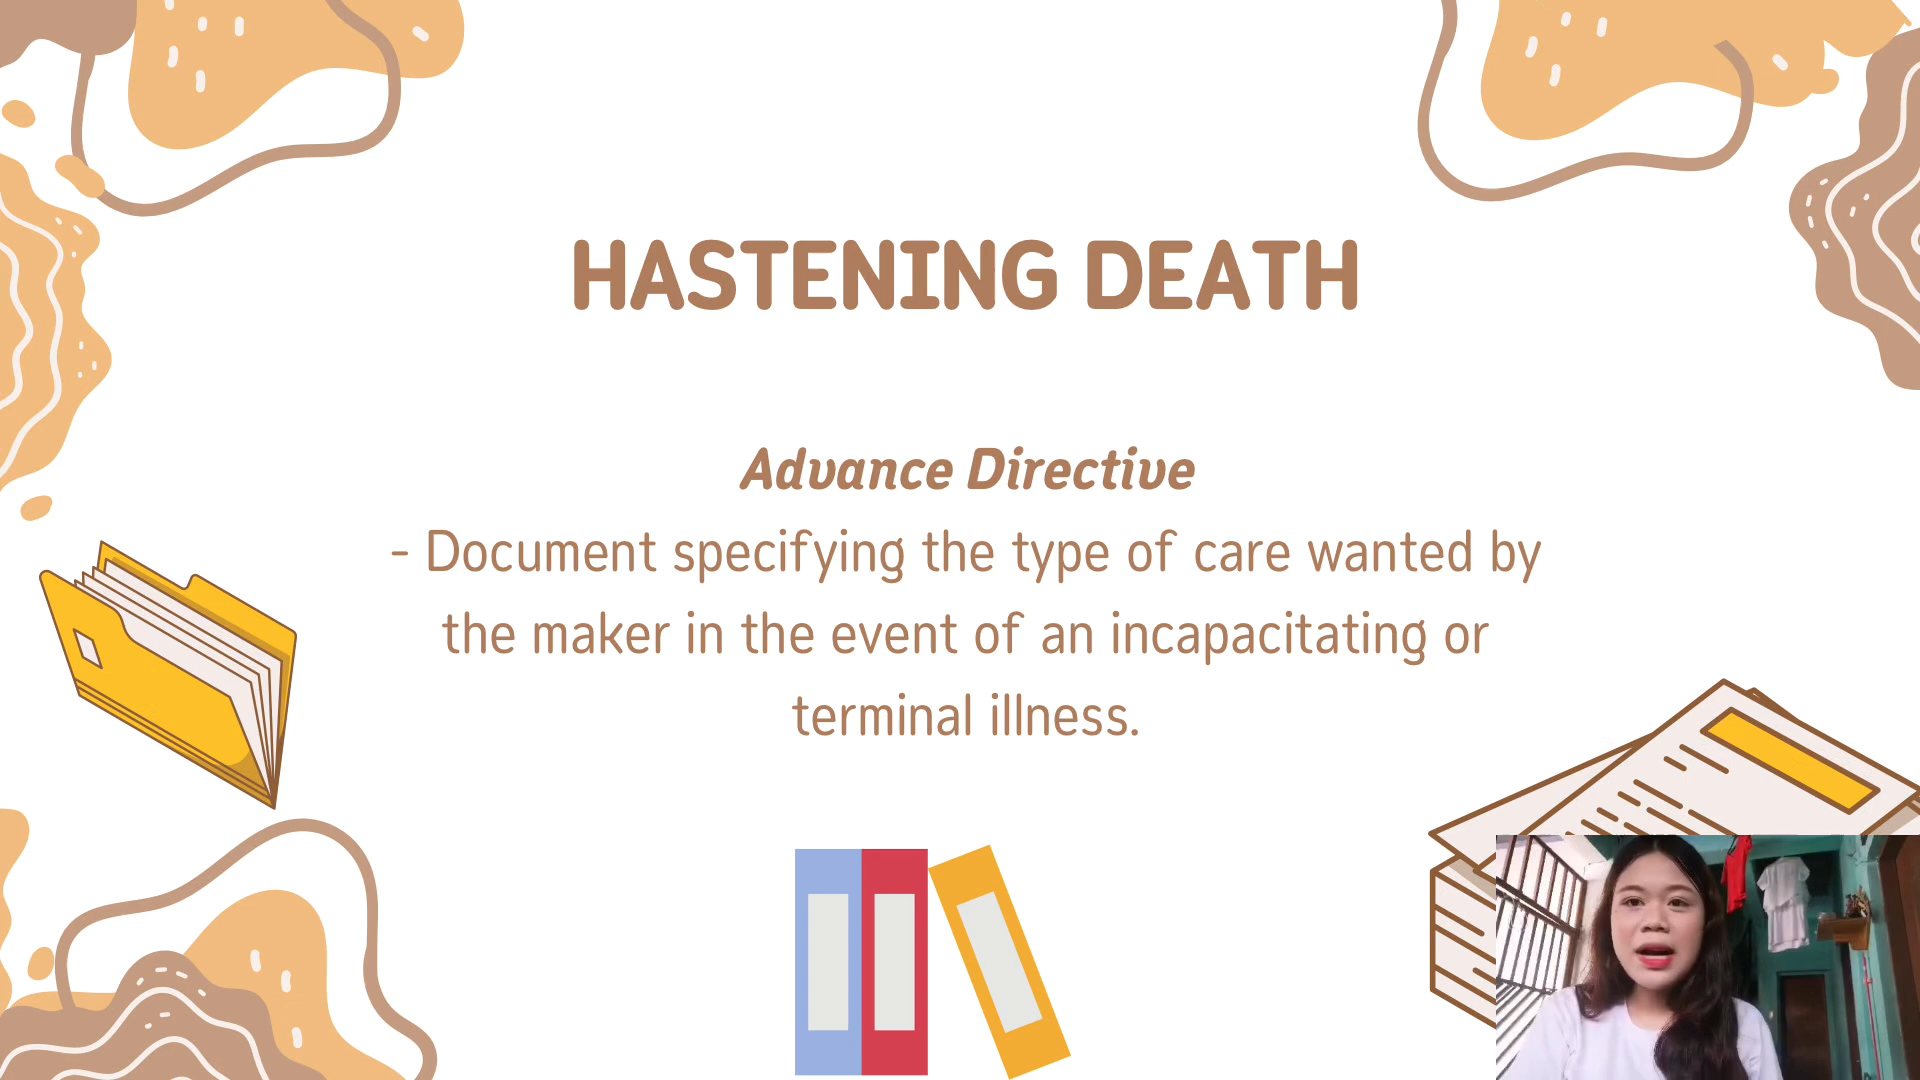 HASTENING DEATH
Advance Directive
- Document specifying the type of care wanted by
the maker in the event of an incapacitating or
terminal illness.